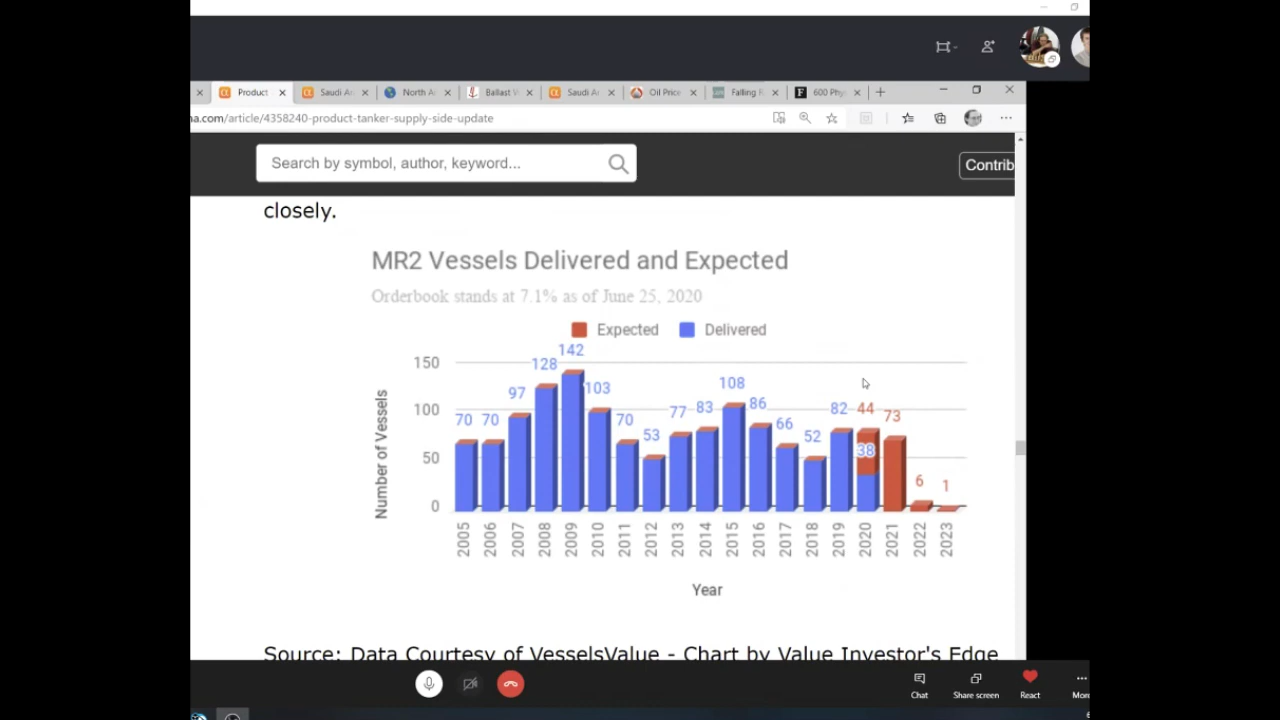 Product
Saudi Ar
North A
Ballast W
Saudi Ar
Oil Price
Falling R
600 Phy
na.com/article/4358240-product-tanker-supply-side-update
Search by symbol, author, keyword...
Contrib
closely.
MR2 Vessels Delivered and Expected
Orderbook stands at 7.1% as of June 25, 2020
Expected
Delivered
150
100
50
0
Number of Vessels
70 70 97 128 142 103 70 53 77 83 108 86 66 52 82 44 38 73 6 1
2005 2006 2007 2008 2009 2010 2011 2012 2013 2014 2015 2016 2017 2018 2019 2020 2021 2022 2023
Year
Source: Data Courtesy of VesselsValue - Chart by Value Investor's Edge
Chat
Share screen
React
More